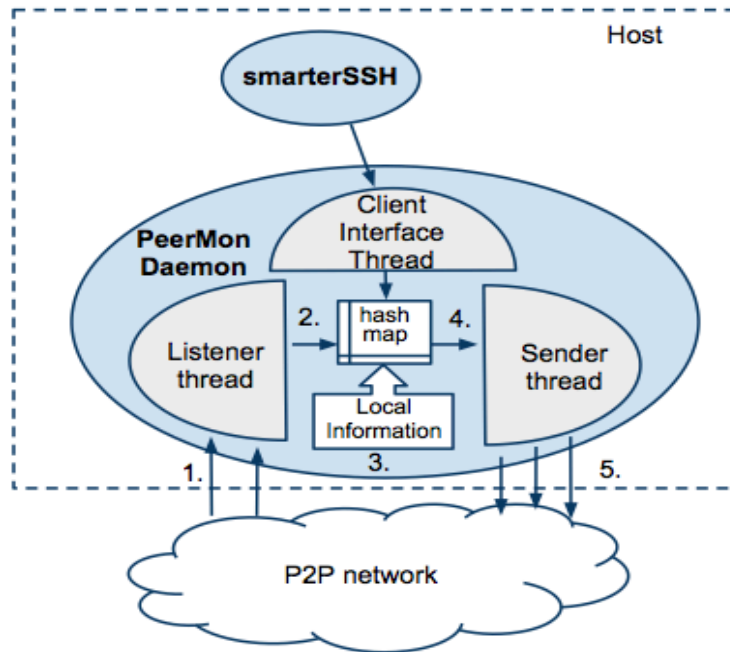 Host
smarterSSH
Client
Interface
Thread
PeerMon
Daemon
2.
hash
map
4.
Listener
thread
Sender
thread
Local
Information
3.
1.
5.
P2P network